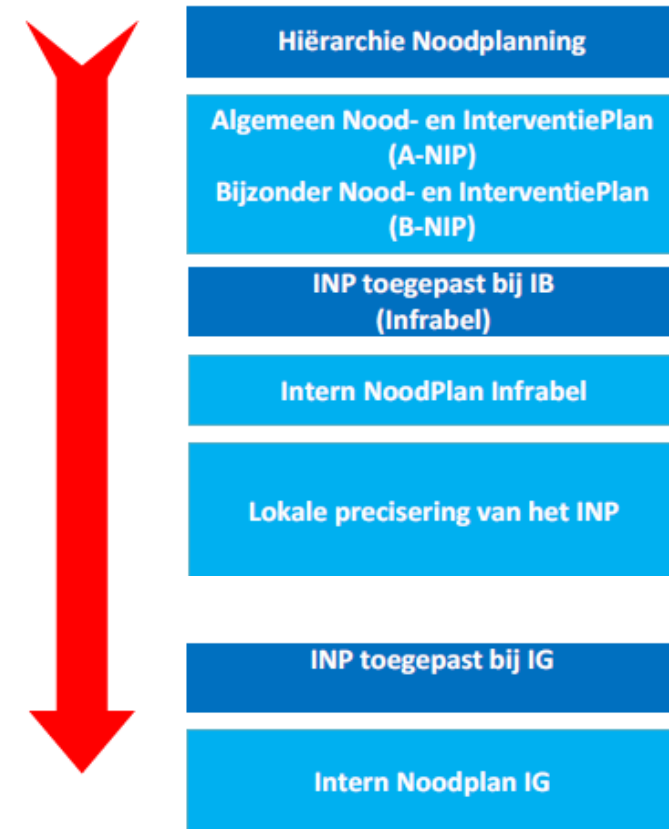 Hiërarchie Noodplanning
Algemeen Nood- en InterventiePlan
(A-NIP)
Bijzonder Nood- en InterventiePlan
(B-NIP)
INP toegepast bij IB
(Infrabel)
Intern NoodPlan Infrabel
Lokale precisering van het INP
INP toegepast bij IG
Intern Noodplan IG